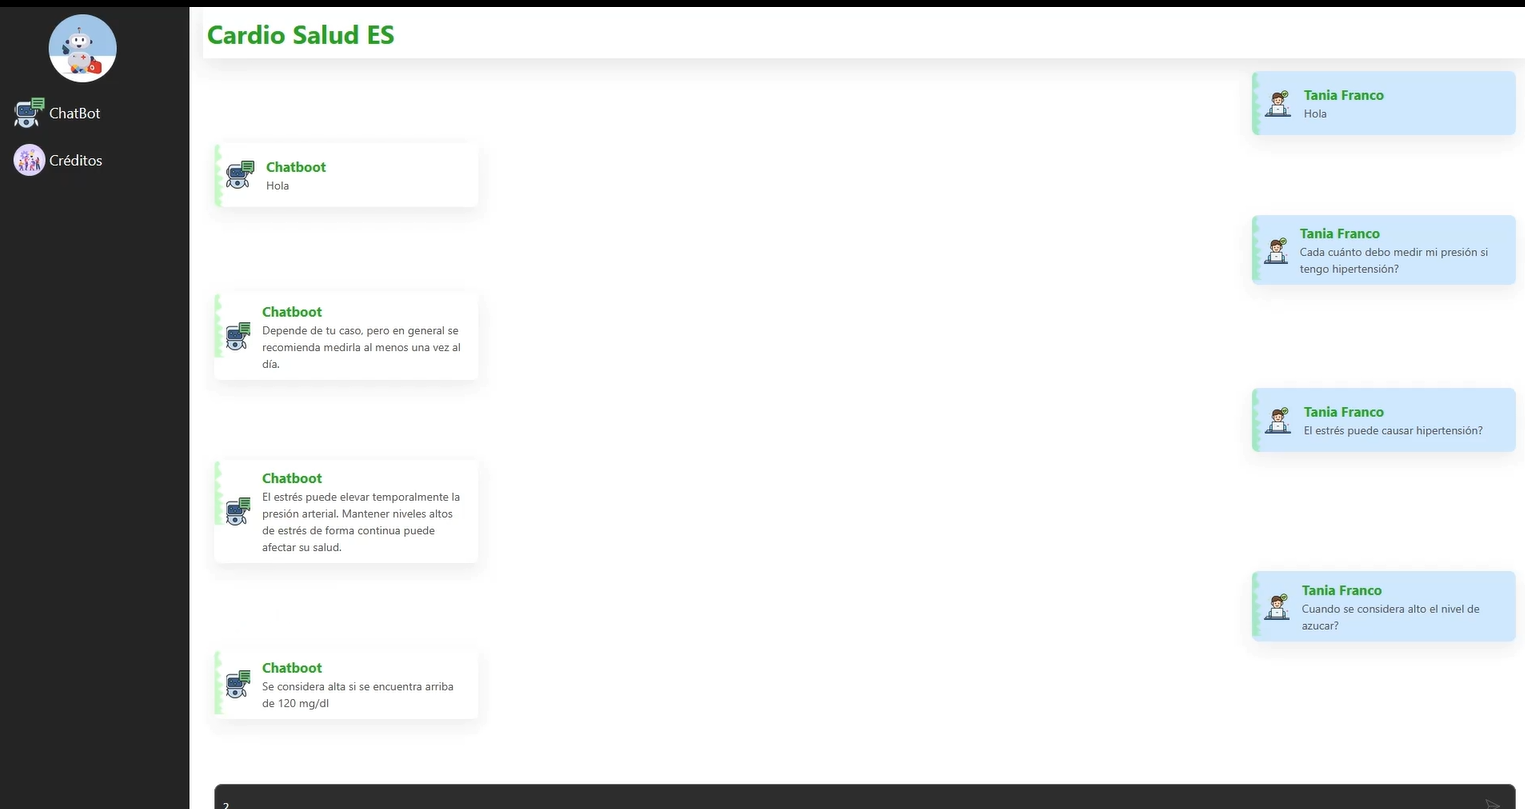 Cardio Salud ES
ChatBot
Créditos
Tania Franco
Hola
Chatboot
Hola
Tania Franco
Cada cuánto debo medir mi presión si
tengo hipertensión?
Chatboot
Depende de tu caso, pero en general se
recomienda medirla al menos una vez al
día.
Tania Franco
El estrés puede causar hipertensión?
Chatboot
El estrés puede elevar temporalmente la
presión arterial. Mantener niveles altos
de estrés de forma continua puede
afectar su salud.
Tania Franco
Cuando se considera alto el nivel de
azucar?
Chatboot
Se considera alta si se encuentra arriba
de 120 mg/dl